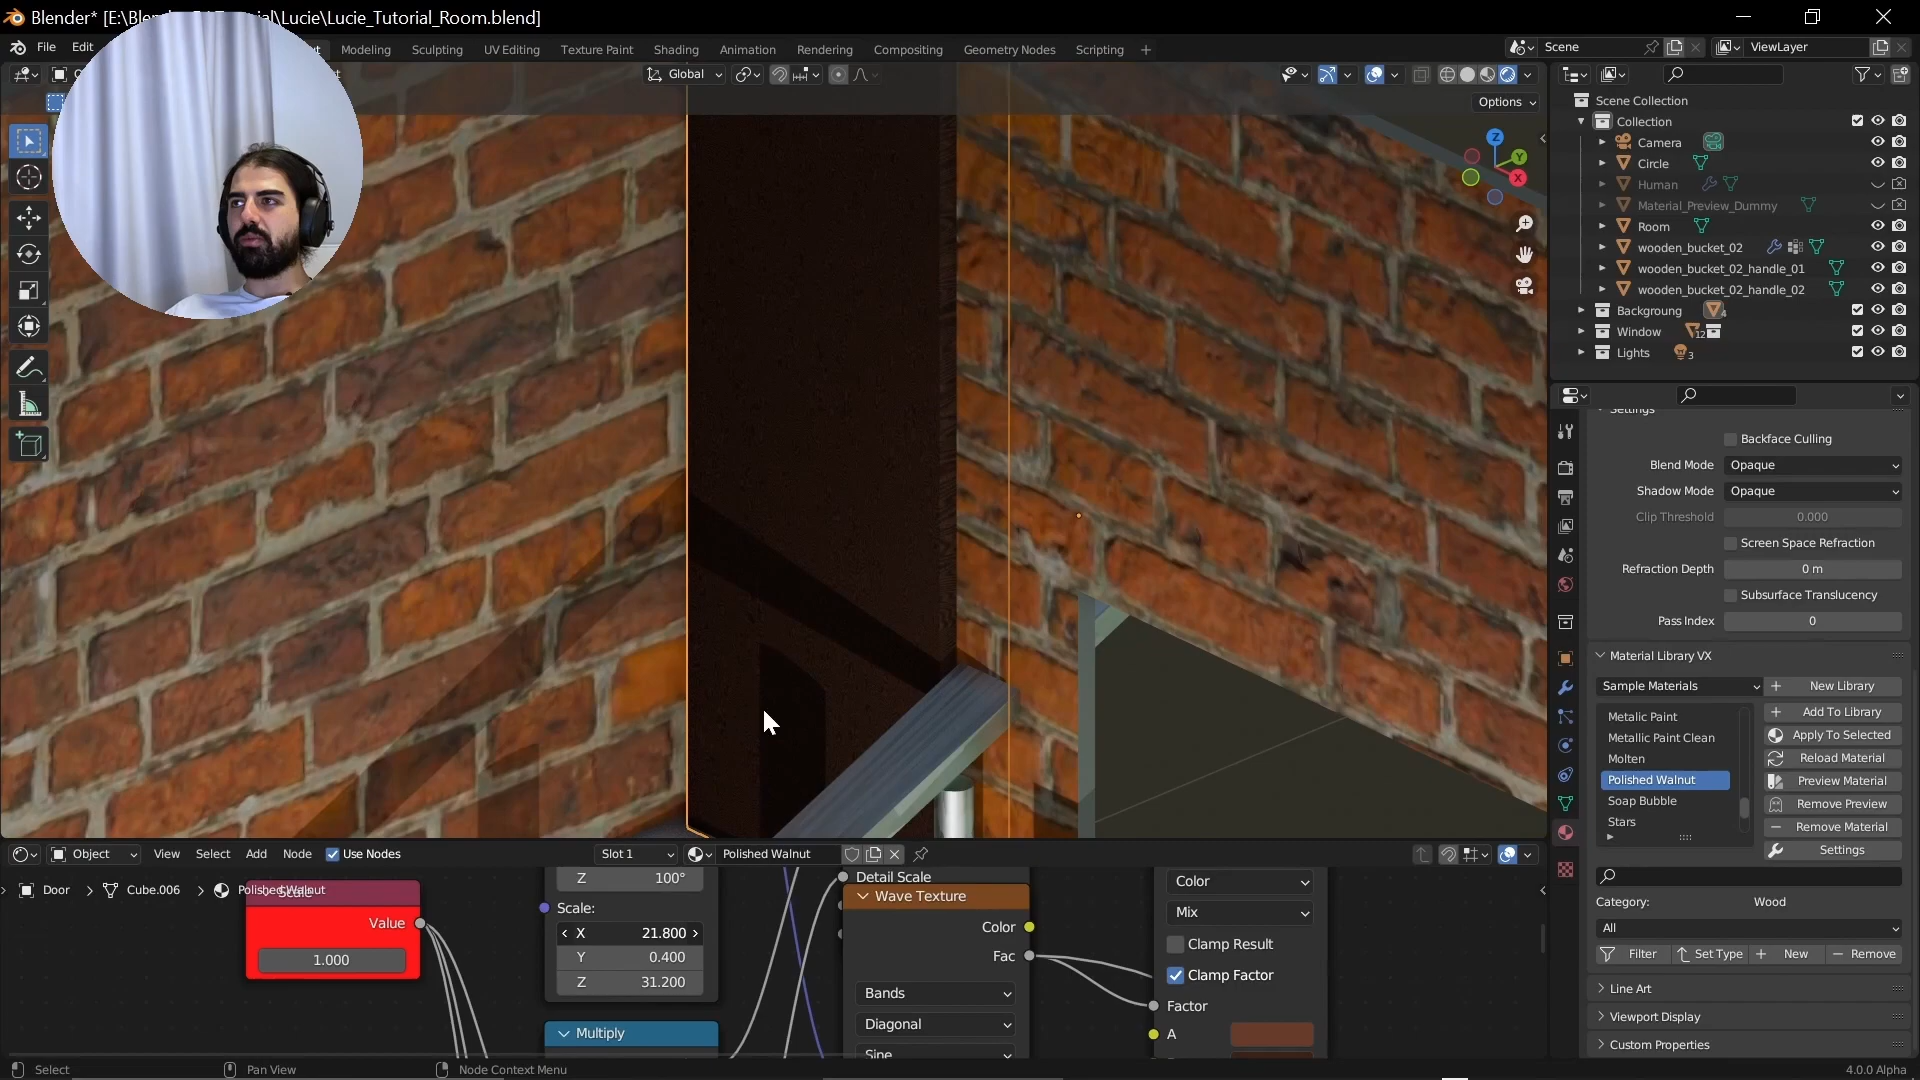 Blender* [E:\Blen Tutorial\Lucie\Lucie_Tutorial_Room.blend]
File
Edit
Modeling
Sculpting
UV Editing
Texture Paint
Shading
Animation
Rendering
Compositing
Geometry Nodes
Scripting
+
Scene
ViewLayer
Global
Options
Z
Y
X
Scene Collection
Collection
Camera
Circle
Human
Material_Preview_Dummy
Room
wooden_bucket_02
wooden_bucket_02_handle_01
wooden_bucket_02_handle_02
Backgroung
4
Window
12
Lights
3
Settings
Backface Culling
Blend Mode Opaque
Shadow Mode Opaque
Clip Threshold 0.000
Screen Space Refraction
Refraction Depth 0 m
Subsurface Translucency
Pass Index 0
Material Library VX
Sample Materials
+ New Library
Metalic Paint
Metallic Paint Clean
Molten
Polished Walnut
Soap Bubble
Stars
+ Add To Library
Apply To Selected
Reload Material
Preview Material
Remove Preview
Remove Material
Settings
Category: Wood
All
Filter
Set Type
+ New
Remove
Line Art
Viewport Display
Custom Properties
Object
View
Select
Add
Node
Use Nodes
Slot 1
Polished Walnut
Door > Cube.006 > Polished Walnut
Scale
Value
1.000
Z 100°
Scale:
X 21.800
Y 0.400
Z 31.200
Multiply
Detail Scale
Wave Texture
Color
Fac
Bands
Diagonal
Sine
Color
Mix
Clamp Result
Clamp Factor
Factor
A
Select
Pan View
Node Context Menu
4.0.0 Alpha